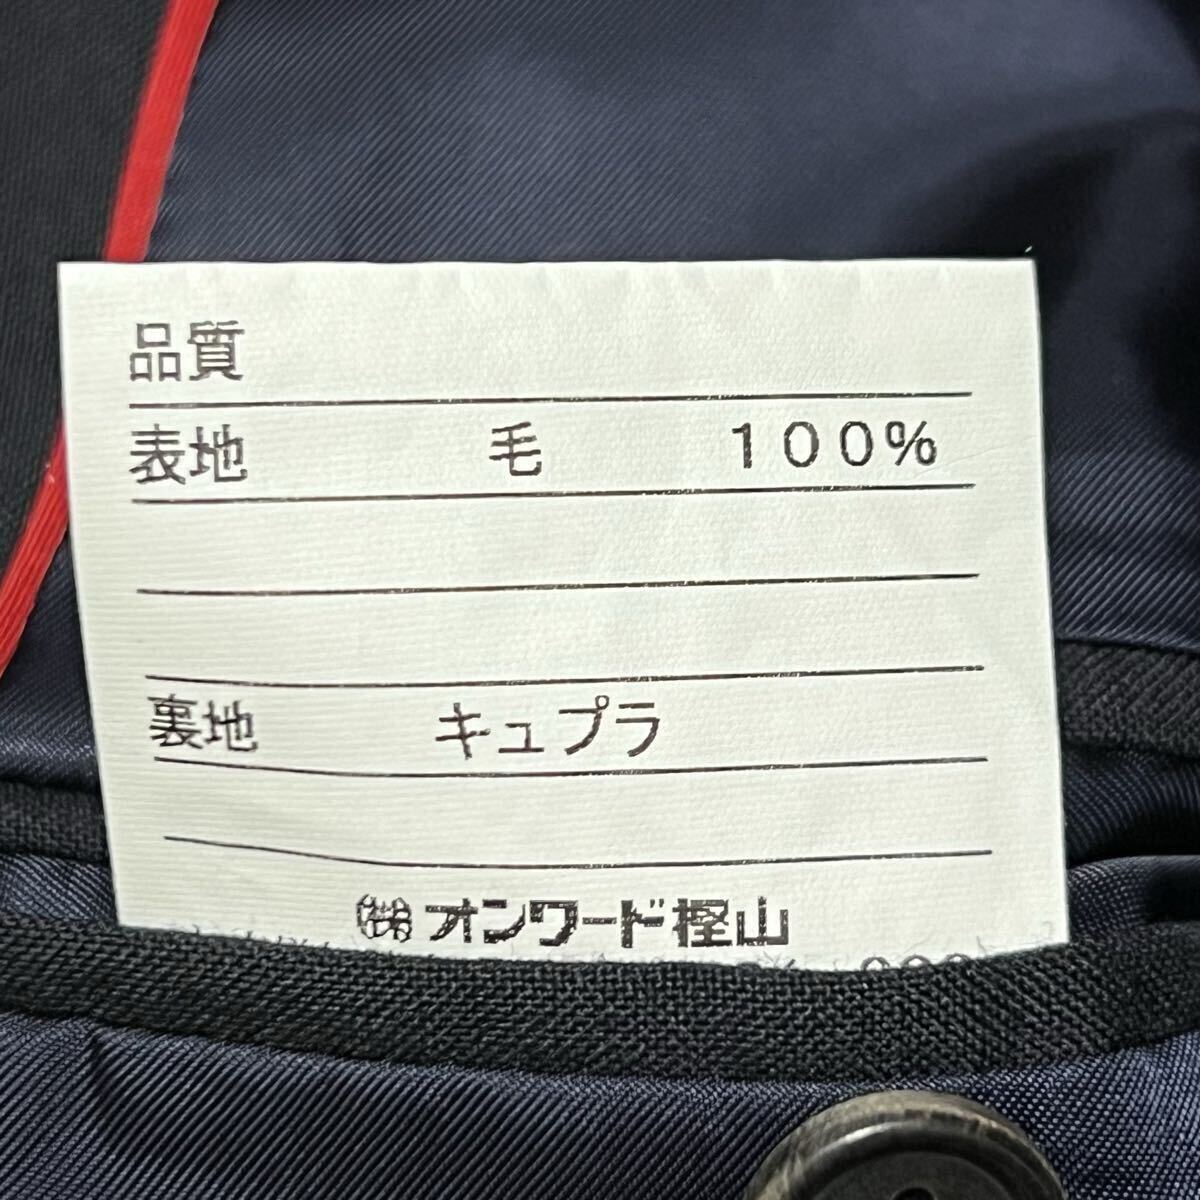 品質
表地 毛 100%
裏地 キュプラ
㈱オンワード樫山